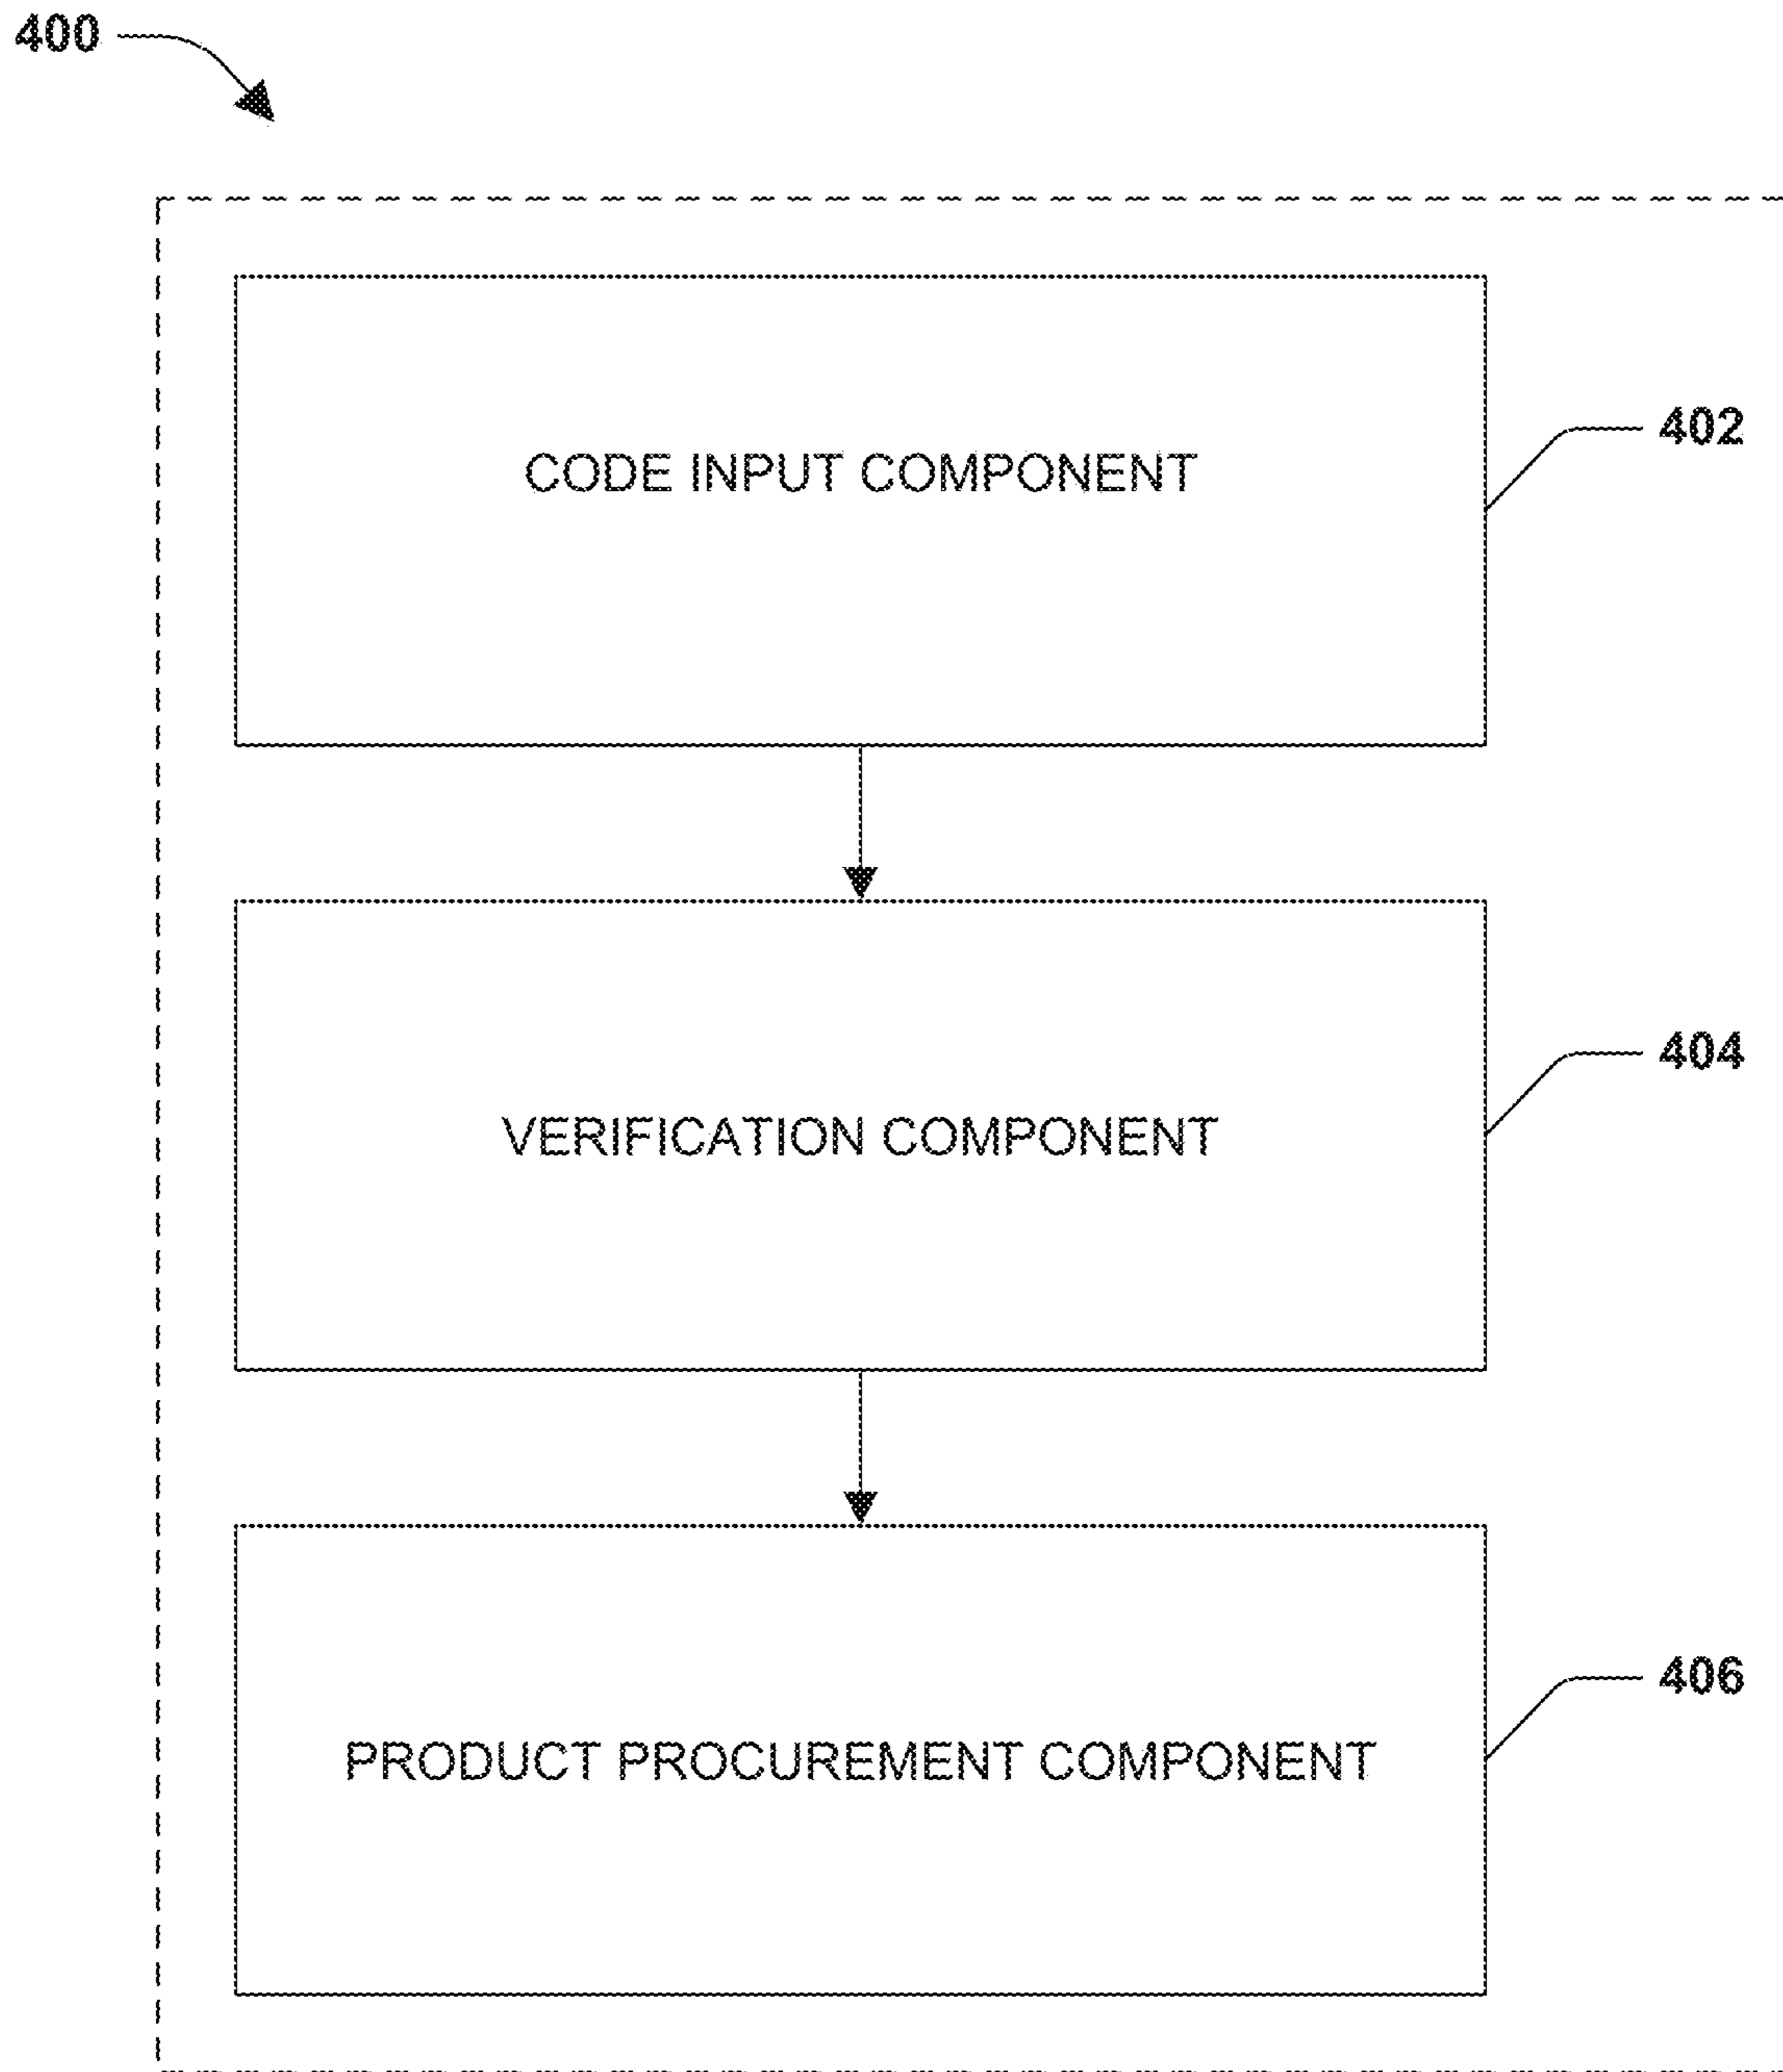 400
CODE INPUT COMPONENT
402
VERIFICATION COMPONENT
404
PRODUCT PROCUREMENT COMPONENT
406